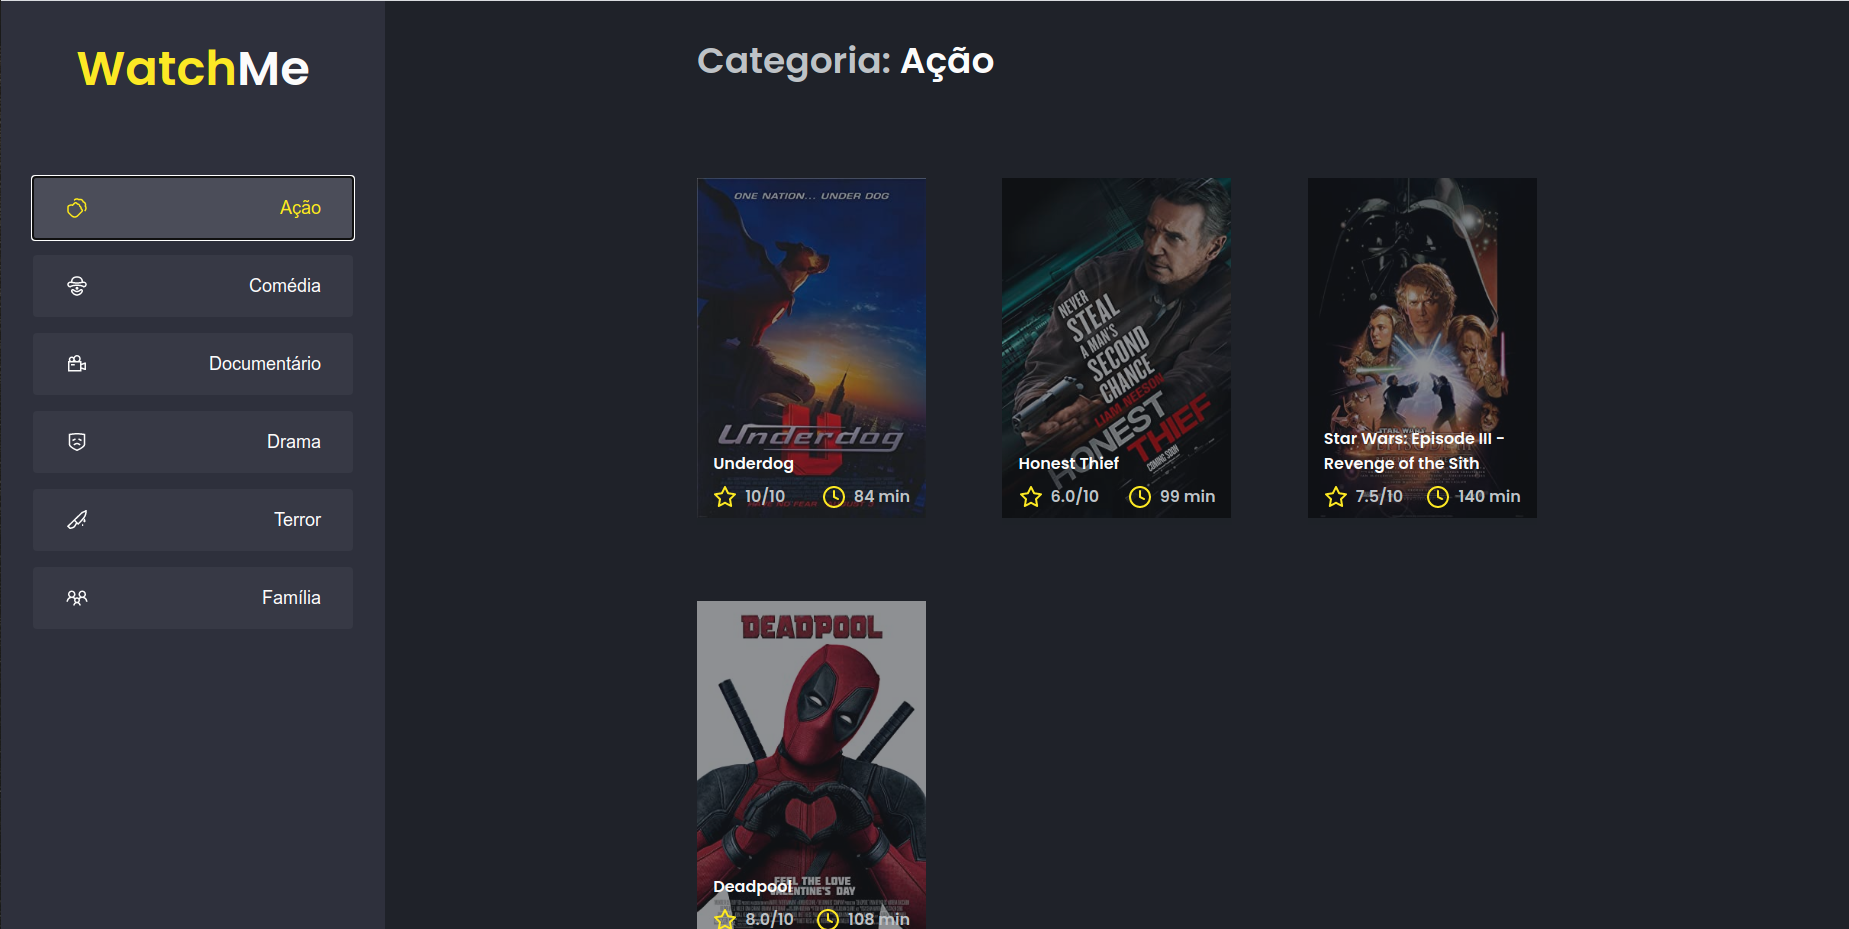 WatchMe
Categoria: Ação
Ação
Comédia
Documentário
Drama
Terror
Família
ONE NATION... UNDER DOG
Underdog
Underdog
10/10 84 min
NEVER
STEAL
A MAN'S
SECOND
CHANCE
LIAM NEESON
HONEST
THIEF
COMING SOON
Honest Thief
6.0/10 99 min
STAR WARS
Star Wars: Episode III -
Revenge of the Sith
7.5/10 140 min
DEADPOOL
FEEL THE LOVE
VALENTINE'S DAY
Deadpool
8.0/10 108 min